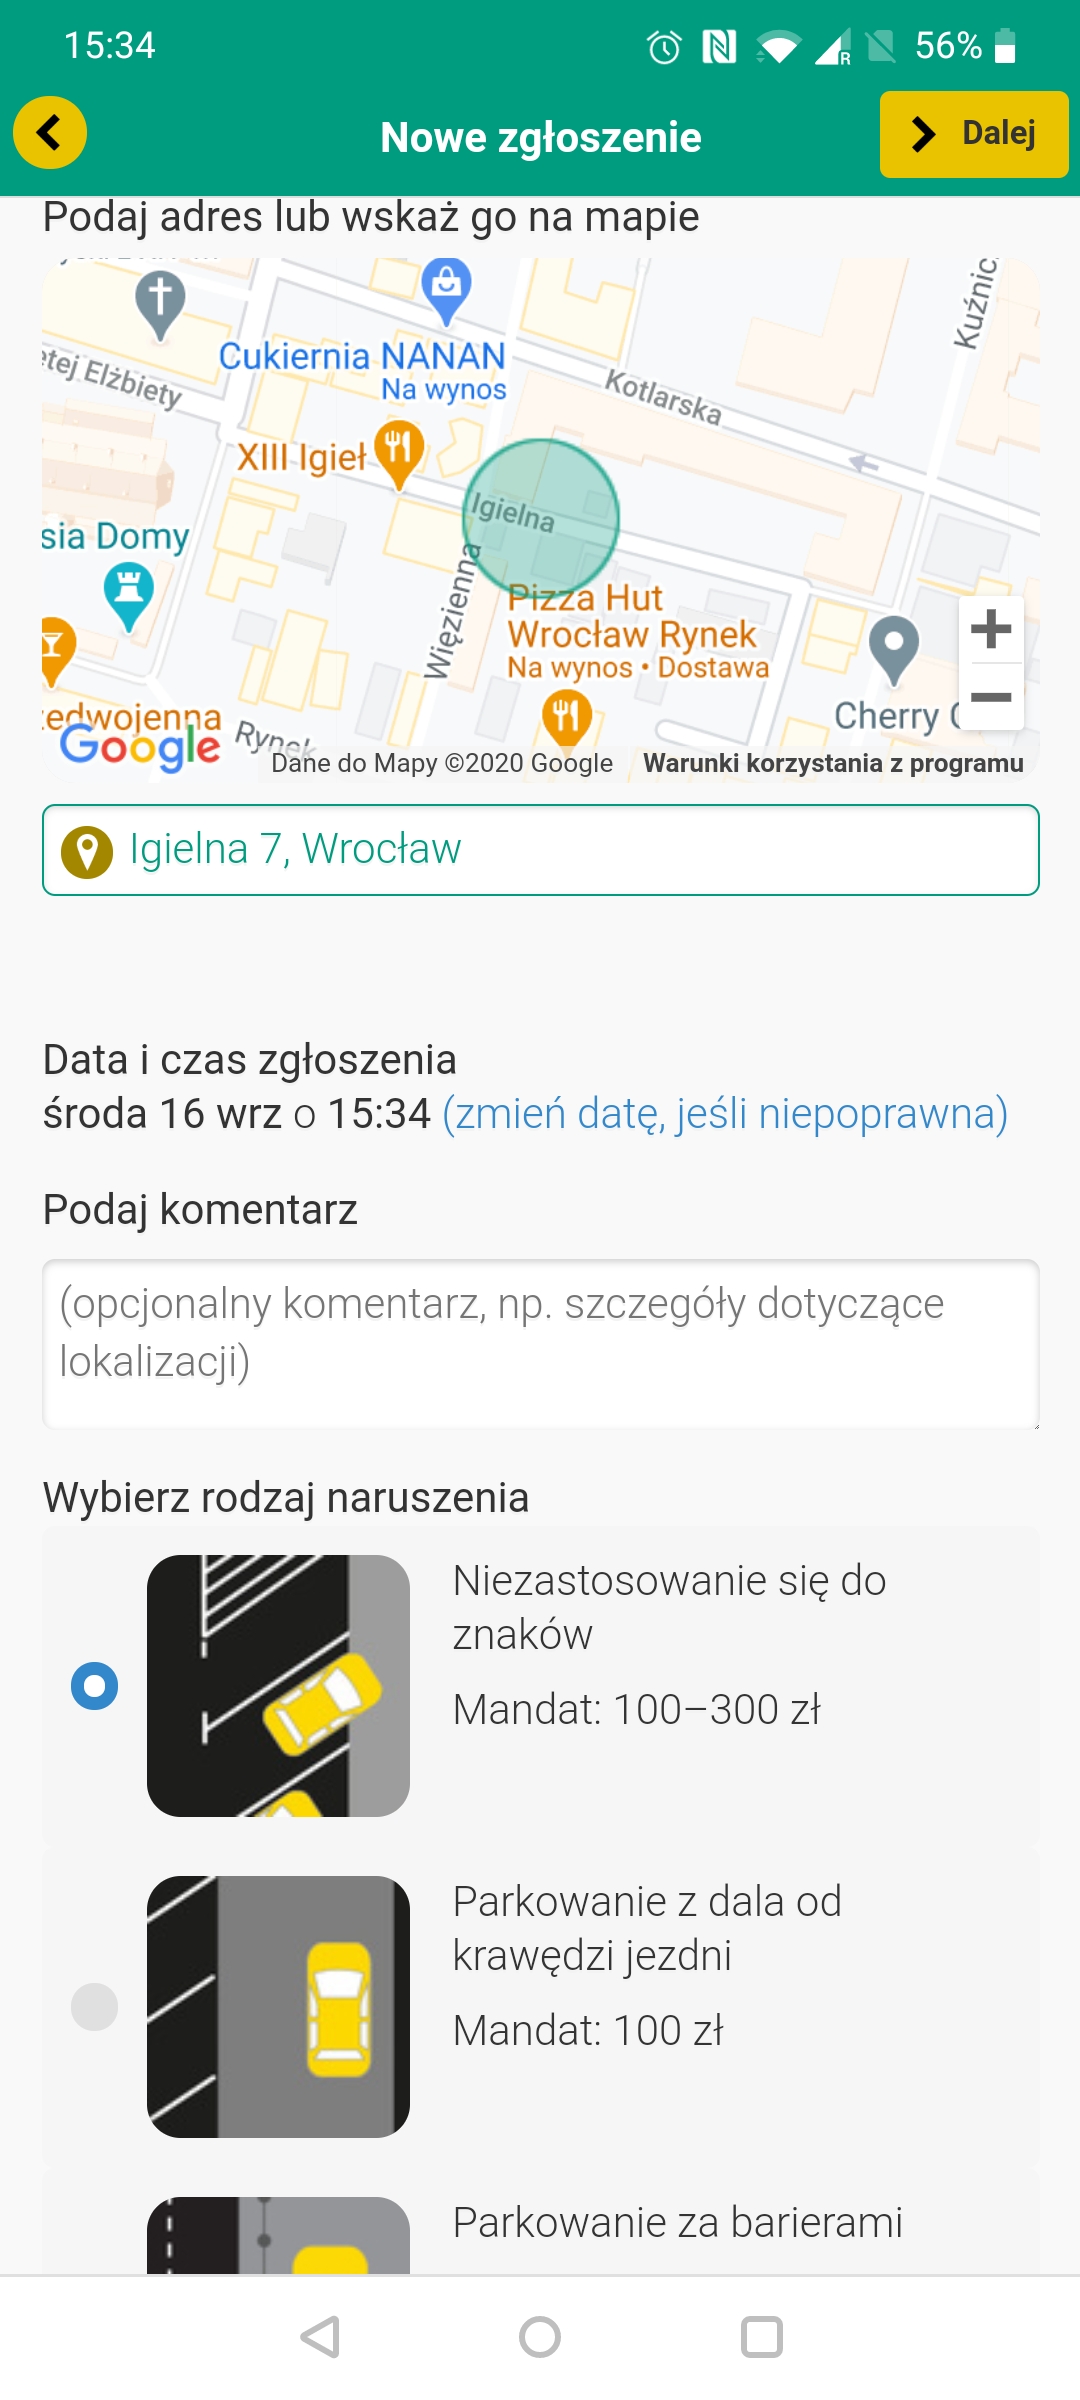 15:34
56%
Nowe zgłoszenie
Dalej
Podaj adres lub wskaż go na mapie
Kuźnic
Cukiernia NANAN
Na wynos
etej Elżbiety
Kotlarska
XIII Igieł
Igielna
sia Domy
Więzienna
Pizza Hut
Wrocław Rynek
Na wynos • Dostawa
zedwojenna
Cherry C
Google
Rynek
Dane do Mapy ©2020 Google
Warunki korzystania z programu
Igielna 7, Wrocław
Data i czas zgłoszenia
środa 16 wrz o 15:34 (zmień datę, jeśli niepoprawna)
Podaj komentarz
(opcjonalny komentarz, np. szczegóły dotyczące
lokalizacji)
Wybierz rodzaj naruszenia
Niezastosowanie się do
znaków
Mandat: 100–300 zł
Parkowanie z dala od
krawędzi jezdni
Mandat: 100 zł
Parkowanie za barierami